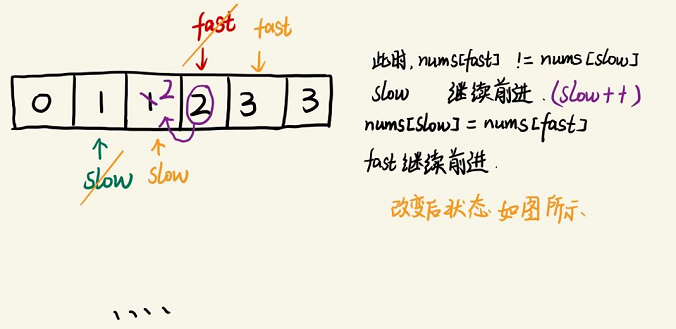 fast fast
0 1 1 2 2 3 3
slow slow
此时, nums[fast] != nums[slow]
slow 继续前进. (slow++)
nums[slow] = nums[fast]
fast 继续前进.
改变后状态如图所示、